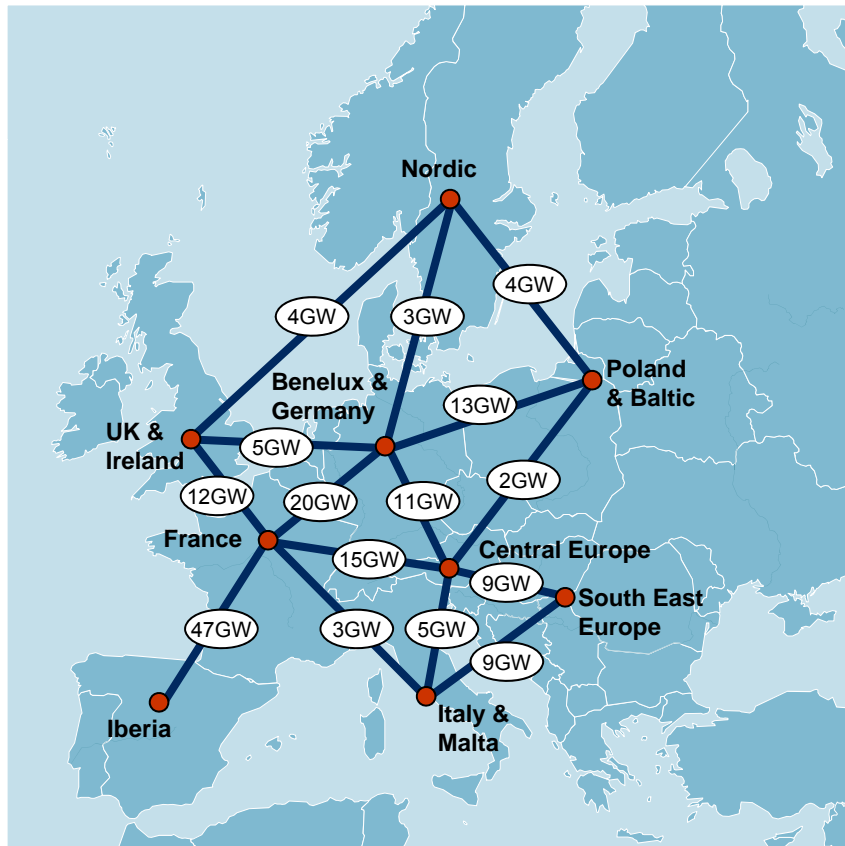 Nordic
4GW
4GW
3GW
Poland
& Baltic
Benelux &
Germany
13GW
UK &
Ireland
5GW
2GW
12GW
20GW
11GW
France
Central Europe
15GW
9GW
South East
Europe
47GW
3GW
5GW
9GW
Iberia
Italy &
Malta